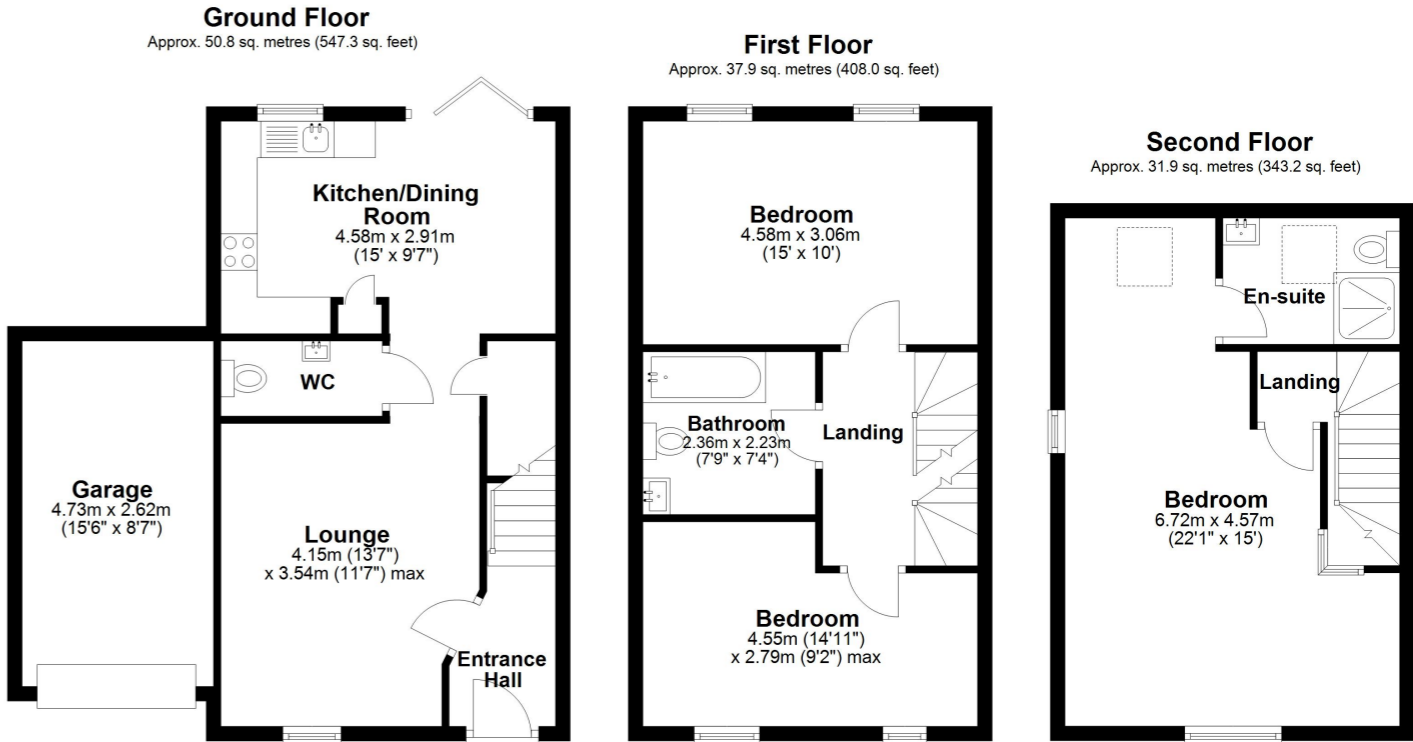 Ground Floor
Approx. 50.8 sq. metres (547.3 sq. feet)
Kitchen/Dining
Room
4.58m x 2.91m
(15' x 9'7")
WC
Garage
4.73m x 2.62m
(15'6" x 8'7")
Lounge
4.15m (13'7")
x 3.54m (11'7") max
Entrance
Hall
First Floor
Approx. 37.9 sq. metres (408.0 sq. feet)
Bedroom
4.58m x 3.06m
(15' x 10')
Bathroom
2.36m x 2.23m
(7'9" x 7'4")
Landing
Bedroom
4.55m (14'11")
x 2.79m (9'2") max
Second Floor
Approx. 31.9 sq. metres (343.2 sq. feet)
En-suite
Landing
Bedroom
6.72m x 4.57m
(22'1" x 15')